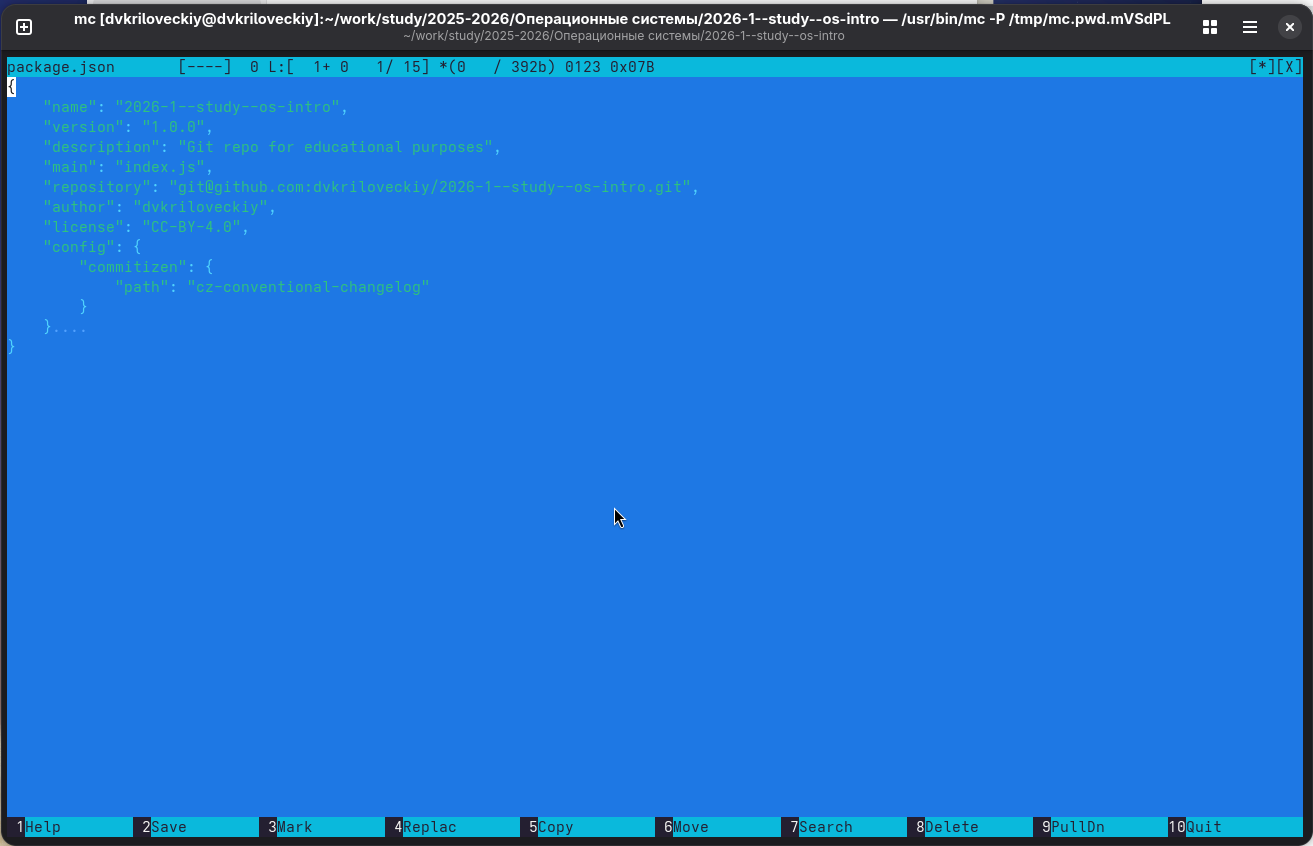 mc [dvkriloveckiy@dvkriloveckiy]:~/work/study/2025-2026/Операционные системы/2026-1--study--os-intro — /usr/bin/mc -P /tmp/mc.pwd.mVSdPL
~/work/study/2025-2026/Операционные системы/2026-1--study--os-intro
package.json       [----]  0 L:[  1+ 0   1/ 15] *(0   / 392b) 0123 0x07B [*][X]
{
    "name": "2026-1--study--os-intro",
    "version": "1.0.0",
    "description": "Git repo for educational purposes",
    "main": "index.js",
    "repository": "git@github.com:dvkriloveckiy/2026-1--study--os-intro.git",
    "author": "dvkriloveckiy",
    "license": "CC-BY-4.0",
    "config": {
        "commitizen": {
            "path": "cz-conventional-changelog"
        }
    }....
}
1Help 2Save 3Mark 4Replac 5Copy 6Move 7Search 8Delete 9PullDn 10Quit